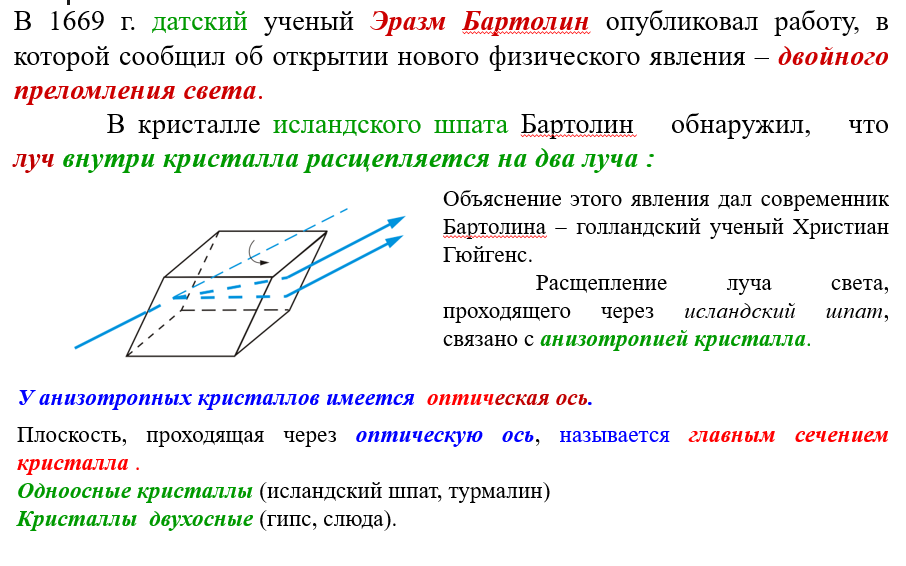 В 1669 г. датский ученый Эразм Бартолин опубликовал работу, в
которой сообщил об открытии нового физического явления – двойного
преломления света.
В кристалле исландского шпата Бартолин обнаружил, что
луч внутри кристалла расщепляется на два луча :
Объяснение этого явления дал современник
Бартолина – голландский ученый Христиан
Гюйгенс.
Расщепление луча света,
проходящего через исландский шпат,
связано с анизотропией кристалла.
У анизотропных кристаллов имеется оптическая ось.
Плоскость, проходящая через оптическую ось, называется главным сечением
кристалла .
Одноосные кристаллы (исландский шпат, турмалин)
Кристаллы двухосные (гипс, слюда).